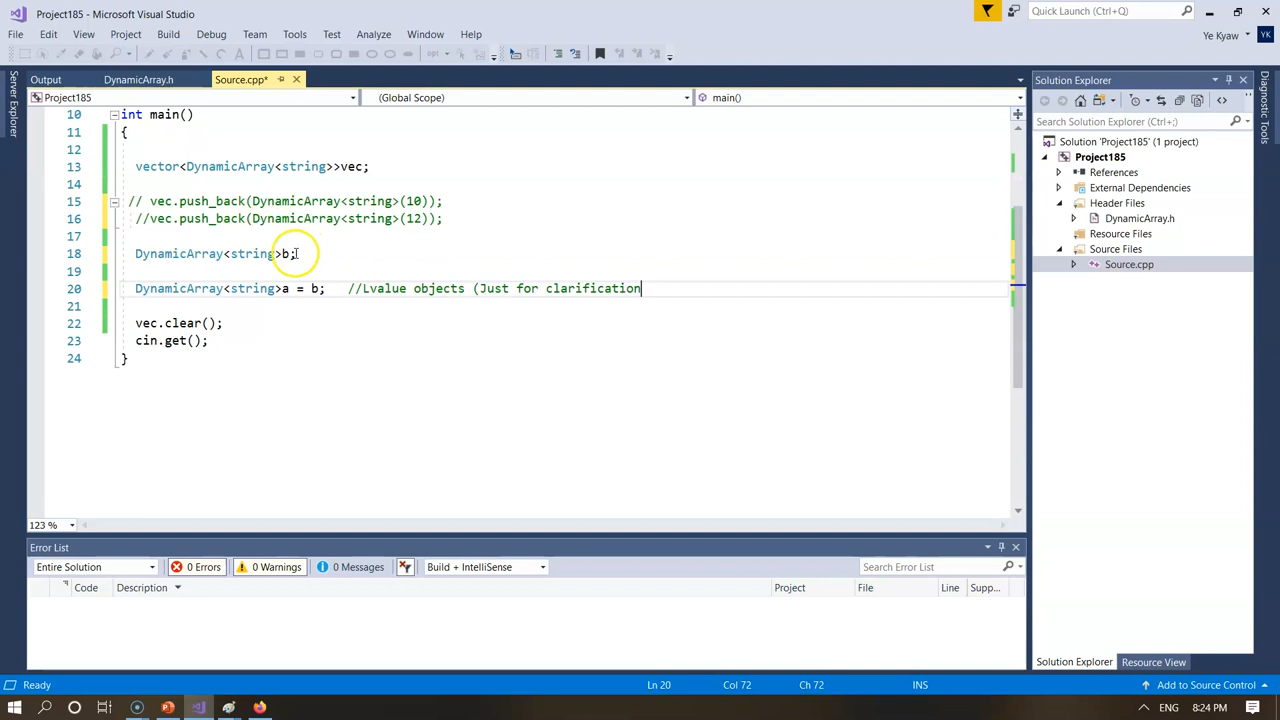 Project185 - Microsoft Visual Studio
Quick Launch (Ctrl+Q)
File Edit View Project Build Debug Team Tools Test Analyze Window Help
Ye Kyaw YK
Server Explorer
Output DynamicArray.h Source.cpp*
Project185 (Global Scope) main()
10 int main()
11 {
12
13 vector<DynamicArray<string>>vec;
14
15 // vec.push_back(DynamicArray<string>(10));
16 //vec.push_back(DynamicArray<string>(12));
17
18 DynamicArray<string>b;
19
20 DynamicArray<string>a = b; //Lvalue objects (Just for clarification
21
22 vec.clear();
23 cin.get();
24 }
123 %
Solution Explorer
Search Solution Explorer (Ctrl+;)
Solution 'Project185' (1 project)
Project185
References
External Dependencies
Header Files
DynamicArray.h
Resource Files
Source Files
Source.cpp
Solution Explorer Resource View
Diagnostic Tools
Error List
Entire Solution 0 Errors 0 Warnings 0 Messages Build + IntelliSense Search Error List
Code Description Project File Line Supp...
Ready Ln 20 Col 72 Ch 72 INS Add to Source Control
ENG 8:24 PM